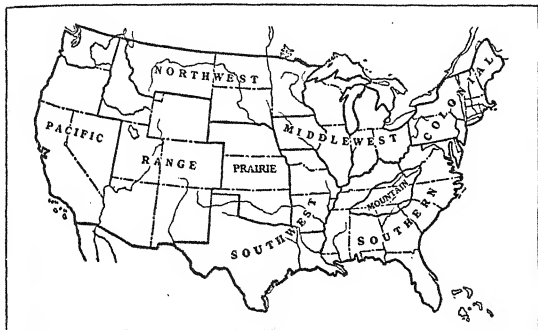 NORTHWEST
PACIFIC
RANGE
PRAIRIE
MIDDLEWEST
COLONIAL
MOUNTAIN
SOUTHWEST
SOUTHERN